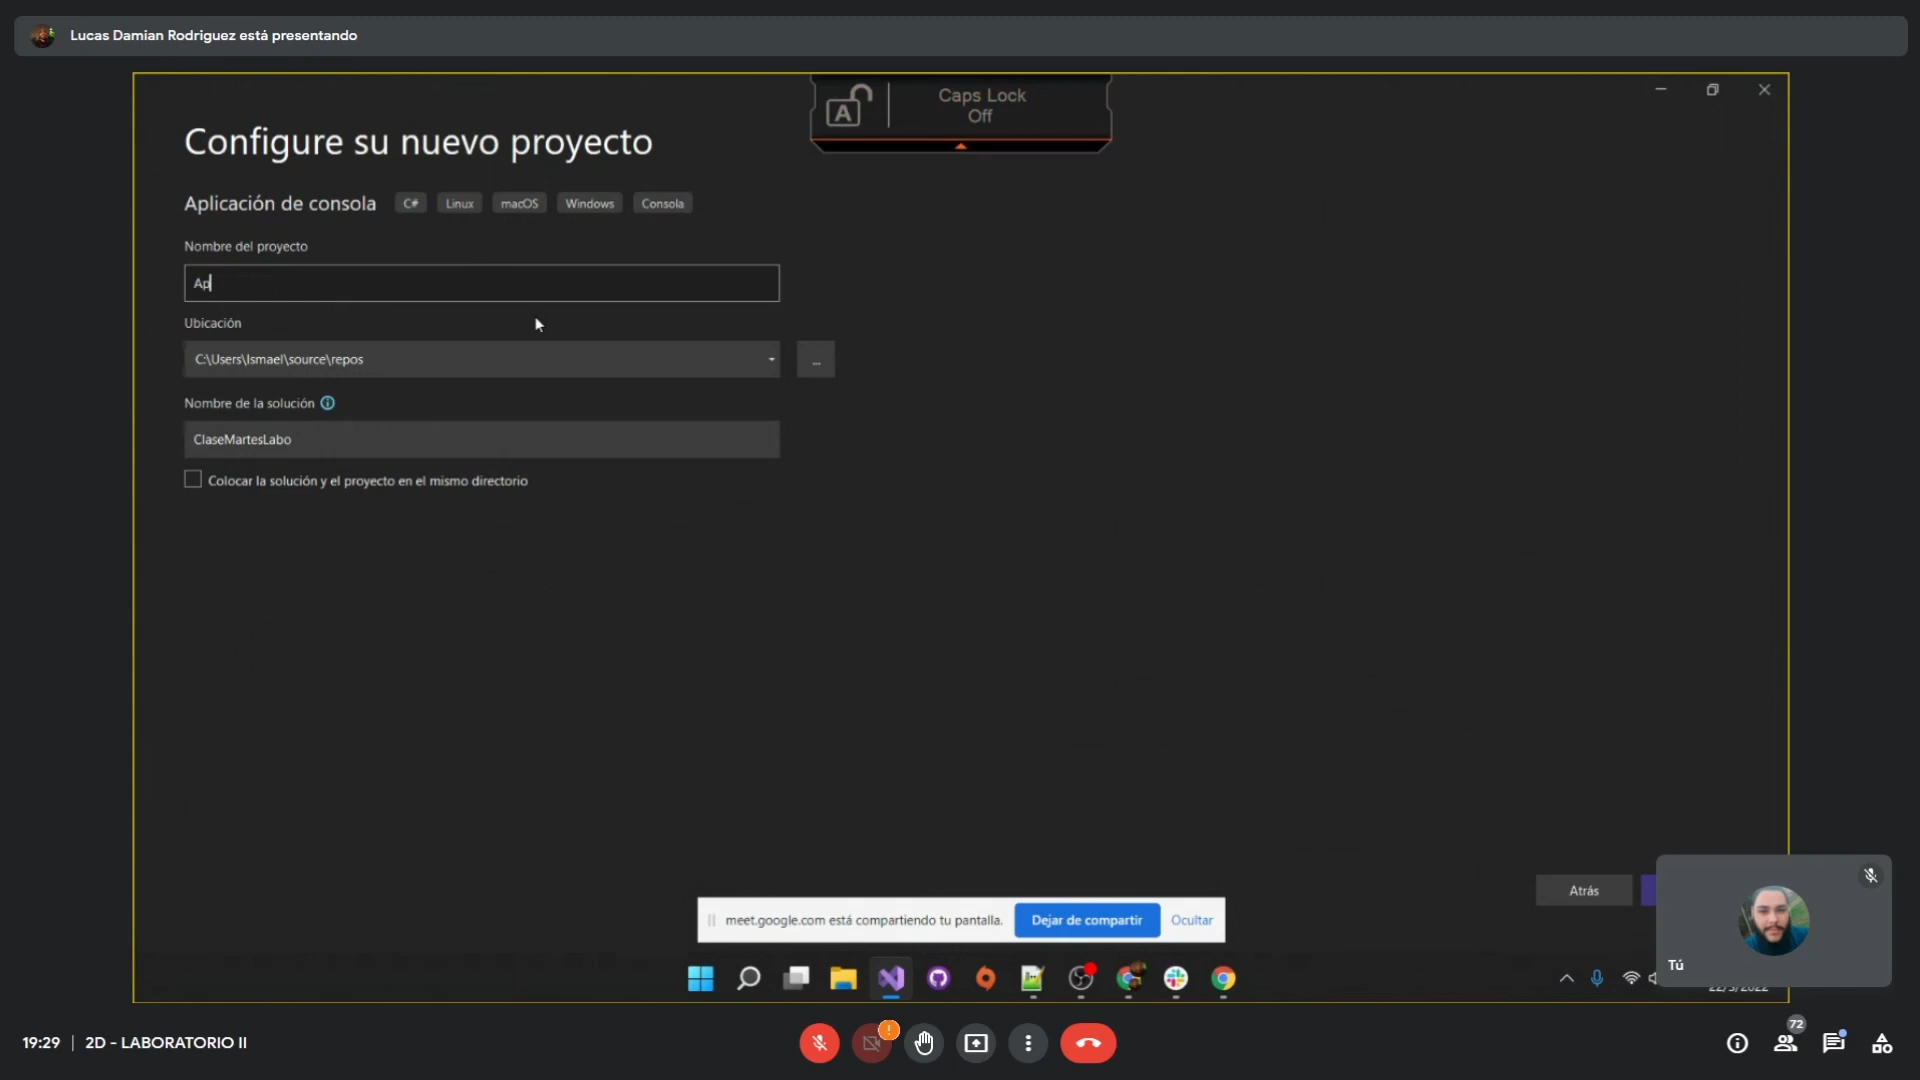 Lucas Damian Rodriguez está presentando
A
Caps Lock
Off
Configure su nuevo proyecto
Aplicación de consola C# Linux macOS Windows Consola
Nombre del proyecto
Ap
Ubicación
C:\Users\Ismael\source\repos
...
Nombre de la solución
ClaseMartesLabo
Colocar la solución y el proyecto en el mismo directorio
Atrás
meet.google.com está compartiendo tu pantalla. Dejar de compartir Ocultar
Tú
19:29 | 2D - LABORATORIO II
72